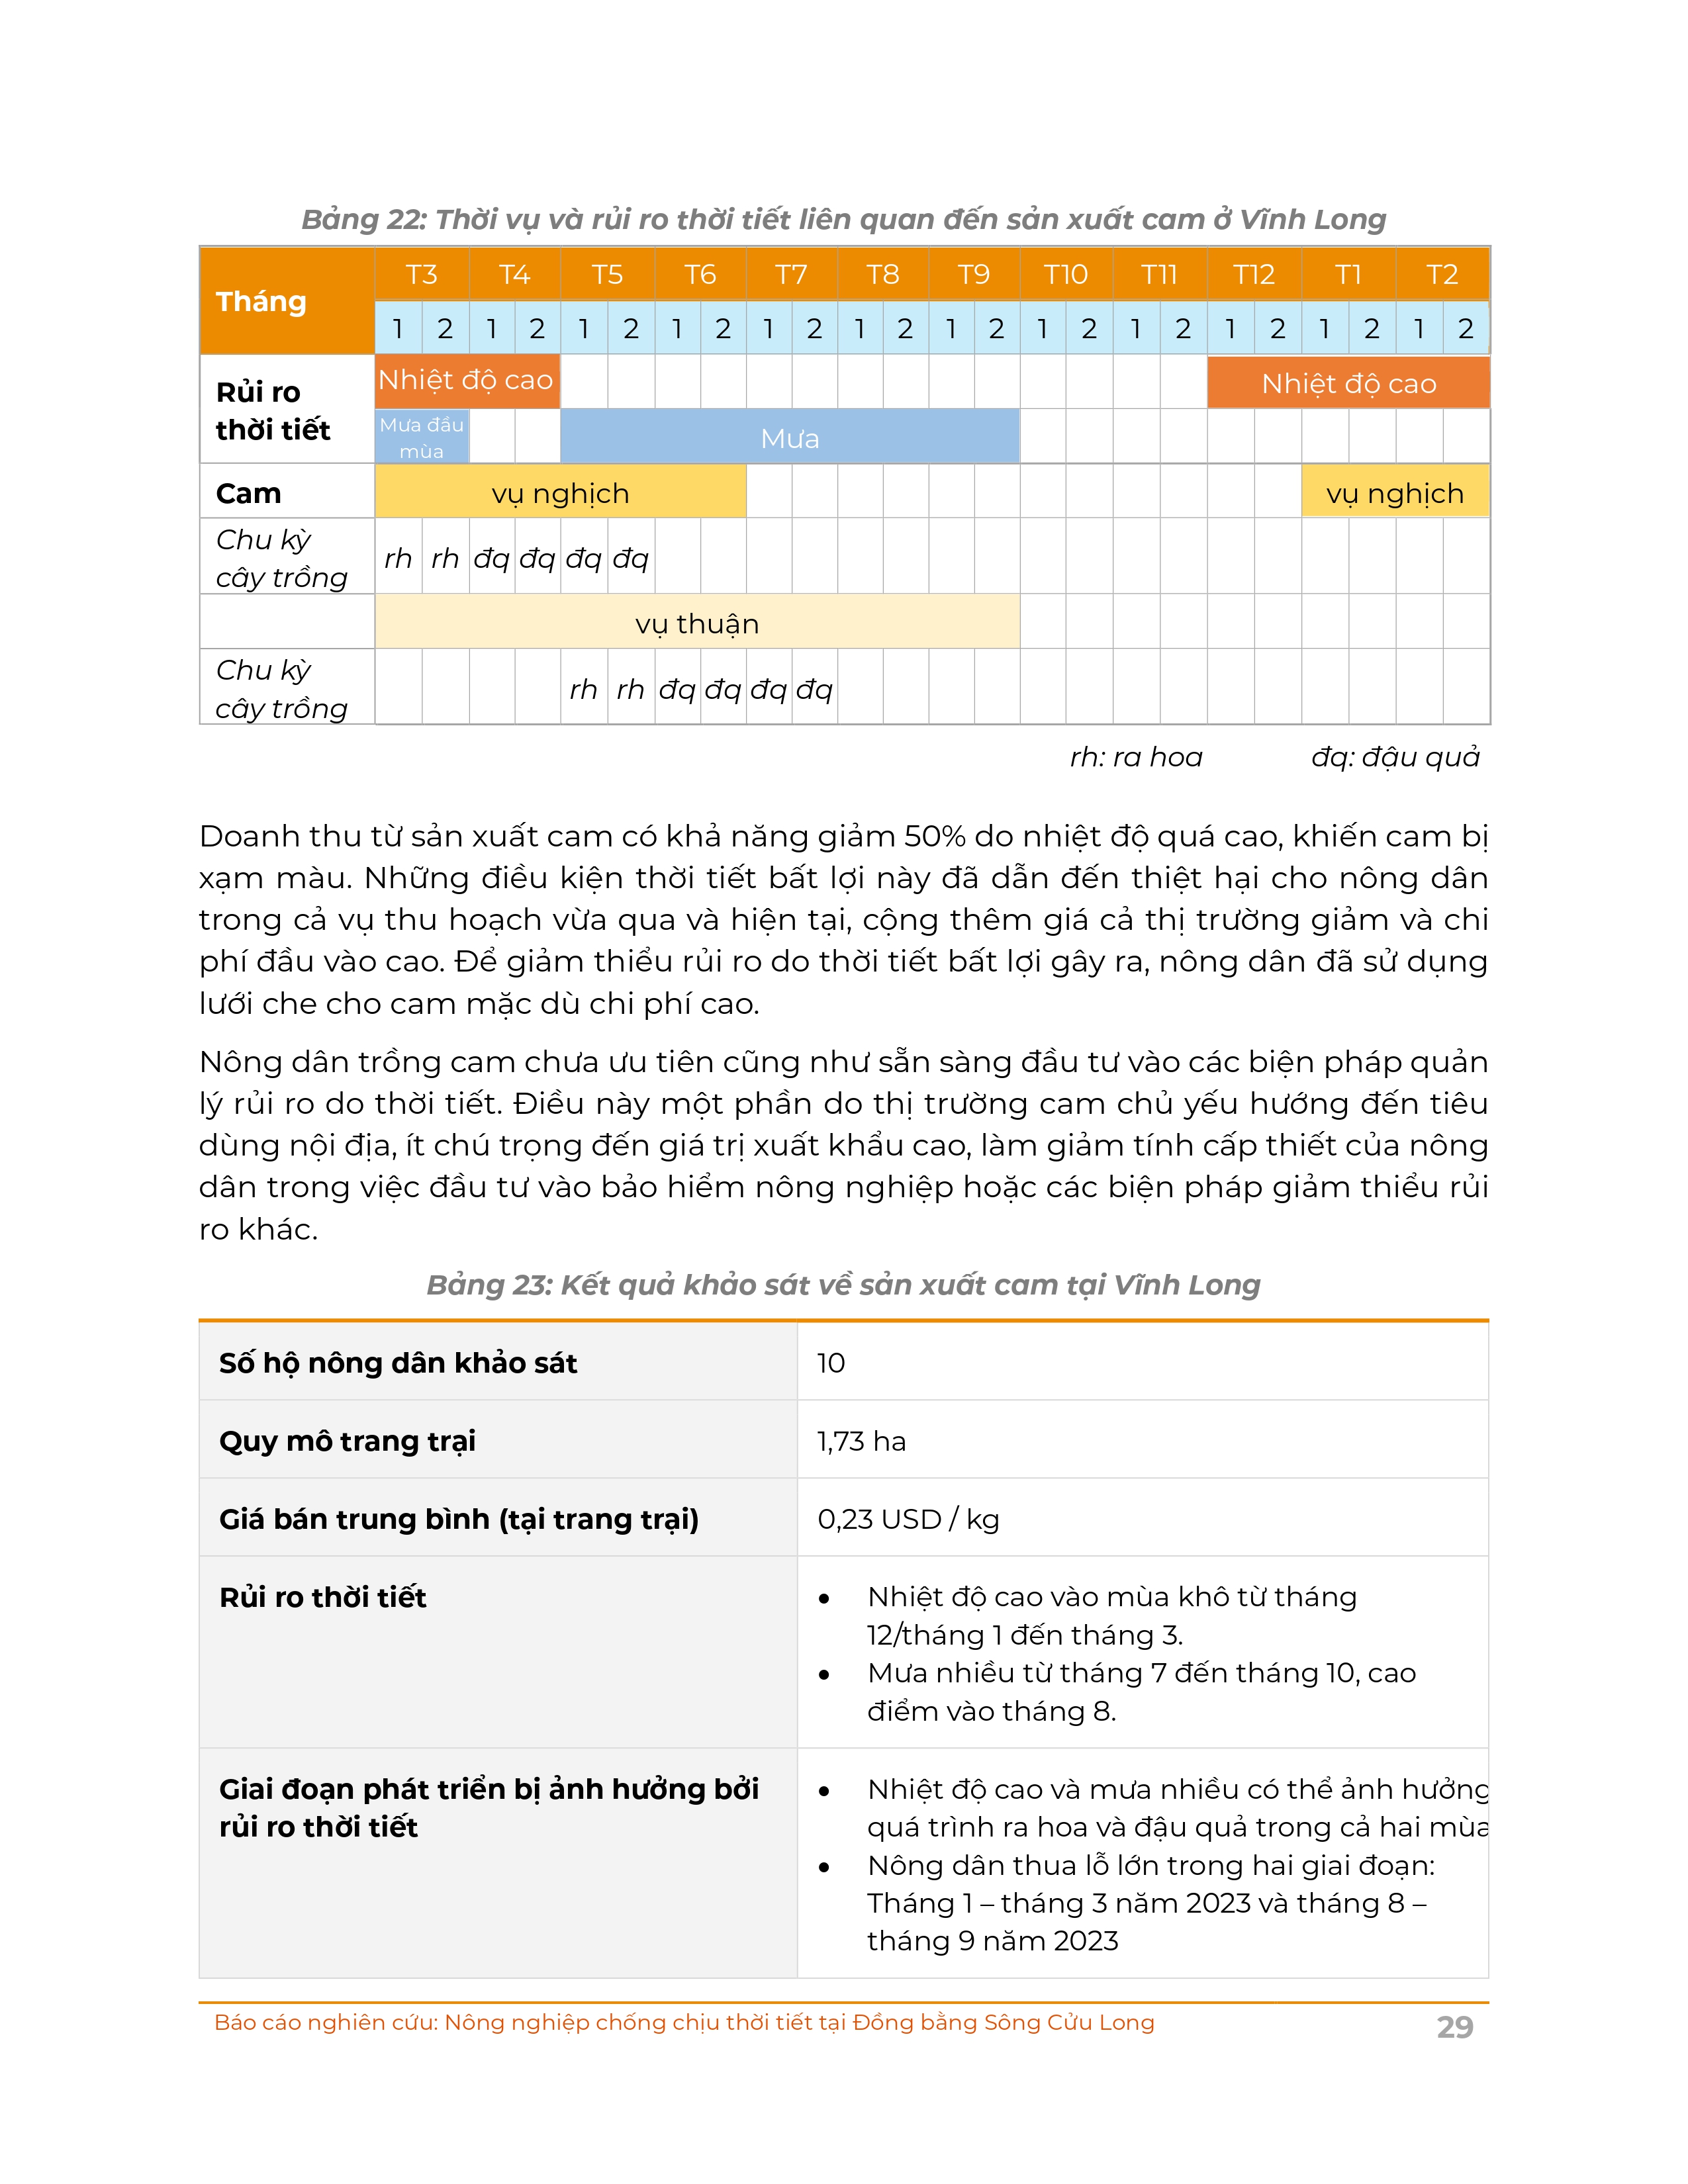 Bảng 22: Thời vụ và rủi ro thời tiết liên quan đến sản xuất cam ở Vĩnh Long
Tháng T3 T4 T5 T6 T7 T8 T9 T10 T11 T12 T1 T2
1 2 1 2 1 2 1 2 1 2 1 2 1 2 1 2 1 2 1 2 1 2 1 2
Rủi ro
thời tiết
Nhiệt độ cao Nhiệt độ cao
Mưa đầu
mùa
Mưa
Cam vụ nghịch vụ nghịch
Chu kỳ
cây trồng
rh rh đq đq đq đq
vụ thuận
Chu kỳ
cây trồng
rh rh đq đq đq đq
rh: ra hoa đq: đậu quả
Doanh thu từ sản xuất cam có khả năng giảm 50% do nhiệt độ quá cao, khiến cam bị
xạm màu. Những điều kiện thời tiết bất lợi này đã dẫn đến thiệt hại cho nông dân
trong cả vụ thu hoạch vừa qua và hiện tại, cộng thêm giá cả thị trường giảm và chi
phí đầu vào cao. Để giảm thiểu rủi ro do thời tiết bất lợi gây ra, nông dân đã sử dụng
lưới che cho cam mặc dù chi phí cao.
Nông dân trồng cam chưa ưu tiên cũng như sẵn sàng đầu tư vào các biện pháp quản
lý rủi ro do thời tiết. Điều này một phần do thị trường cam chủ yếu hướng đến tiêu
dùng nội địa, ít chú trọng đến giá trị xuất khẩu cao, làm giảm tính cấp thiết của nông
dân trong việc đầu tư vào bảo hiểm nông nghiệp hoặc các biện pháp giảm thiểu rủi
ro khác.
Bảng 23: Kết quả khảo sát về sản xuất cam tại Vĩnh Long
Số hộ nông dân khảo sát 10
Quy mô trang trại 1,73 ha
Giá bán trung bình (tại trang trại) 0,23 USD / kg
Rủi ro thời tiết
• Nhiệt độ cao vào mùa khô từ tháng
12/tháng 1 đến tháng 3.
• Mưa nhiều từ tháng 7 đến tháng 10, cao
điểm vào tháng 8.
Giai đoạn phát triển bị ảnh hưởng bởi
rủi ro thời tiết
• Nhiệt độ cao và mưa nhiều có thể ảnh hưởng
quá trình ra hoa và đậu quả trong cả hai mùa
• Nông dân thua lỗ lớn trong hai giai đoạn:
Tháng 1 – tháng 3 năm 2023 và tháng 8 –
tháng 9 năm 2023
Báo cáo nghiên cứu: Nông nghiệp chống chịu thời tiết tại Đồng bằng Sông Cửu Long 29